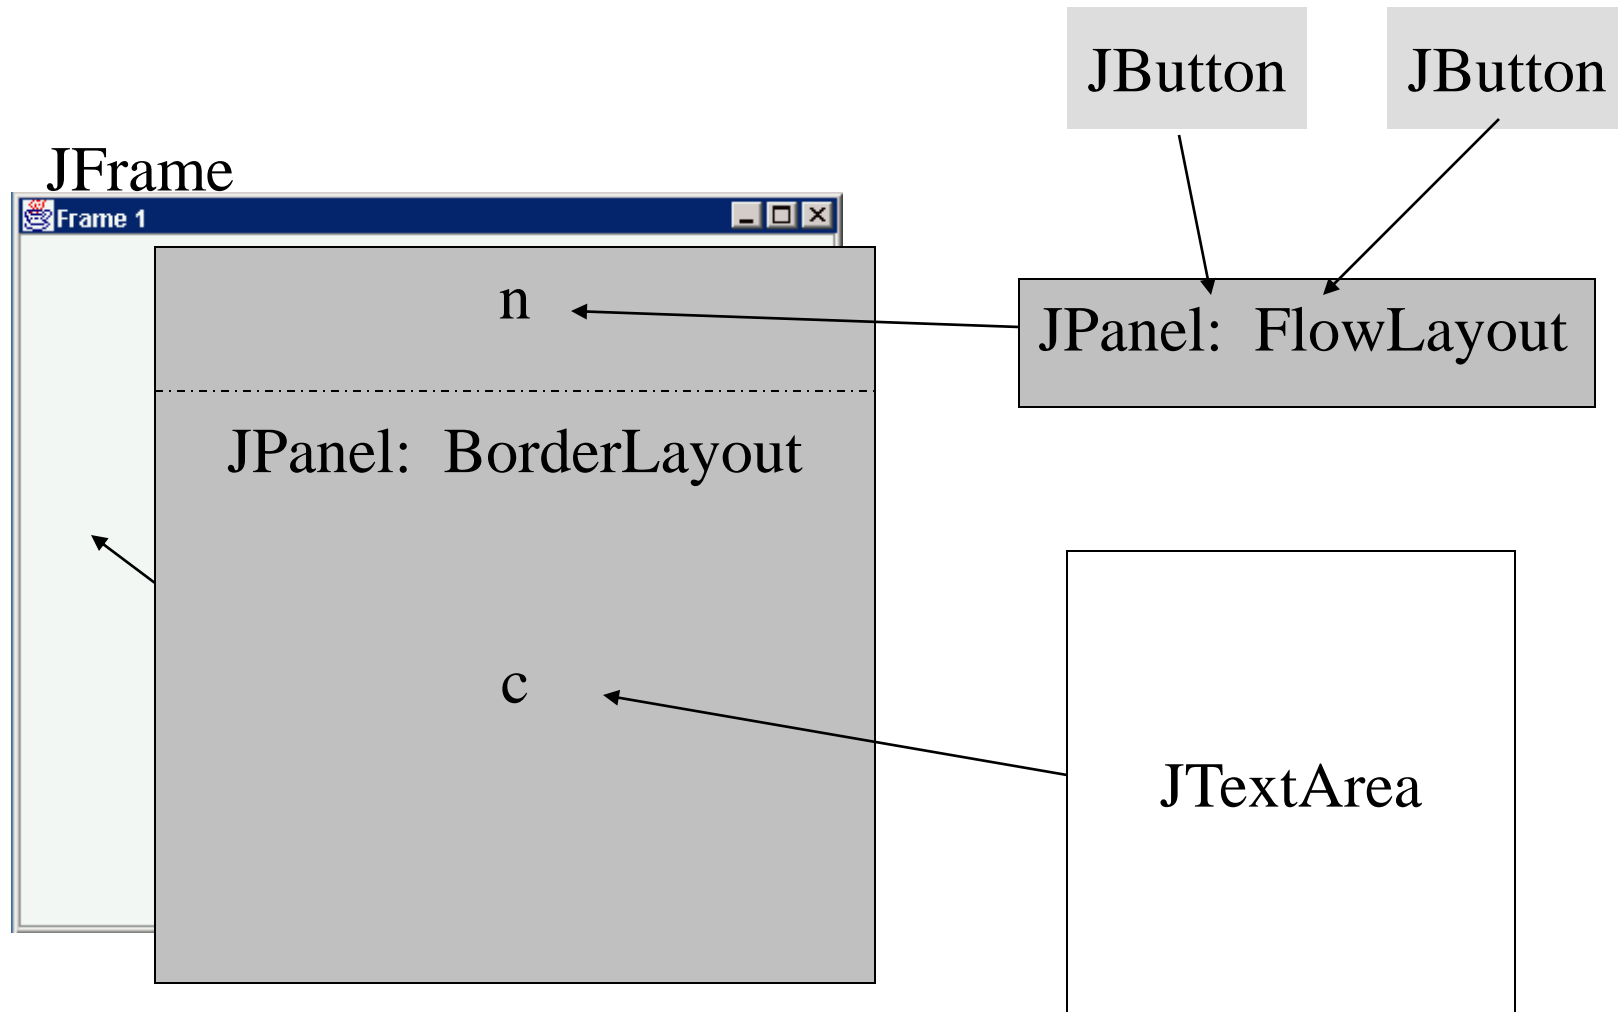 JButton
JButton
JFrame
Frame 1
n
JPanel: FlowLayout
JPanel: BorderLayout
c
JTextArea